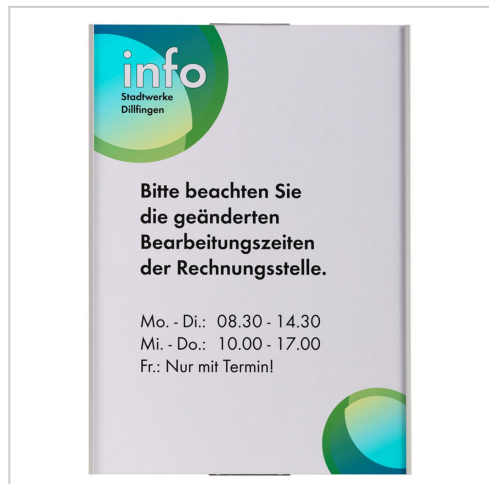 info
Stadtwerke
Dillfingen
Bitte beachten Sie
die geänderten
Bearbeitungszeiten
der Rechnungsstelle.
Mo. - Di.: 08.30 - 14.30
Mi. - Do.: 10.00 - 17.00
Fr.: Nur mit Termin!